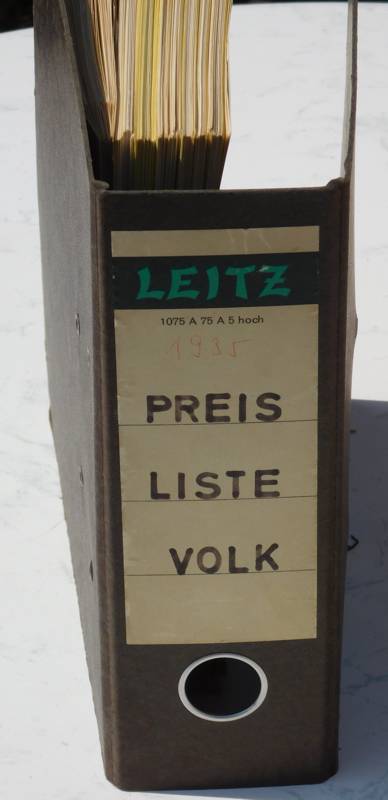 LEITZ
1075 A 75 A 5 hoch
1935
PREIS
LISTE
VOLK